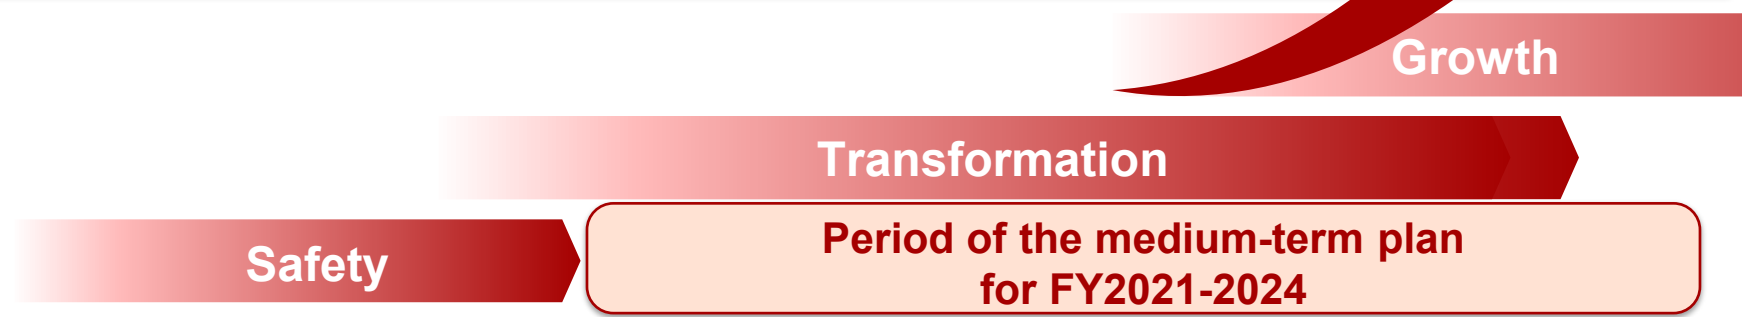 Growth
Transformation
Safety
Period of the medium-term plan
for FY2021-2024